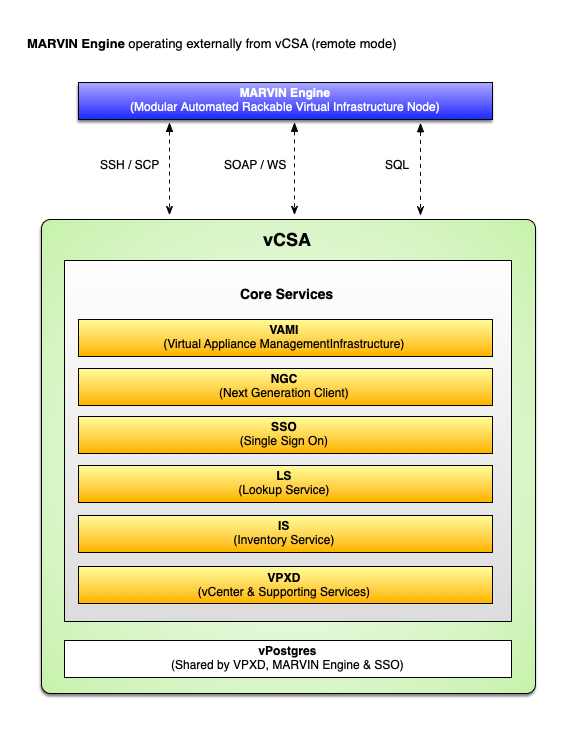 MARVIN Engine operating externally from vCSA (remote mode)
MARVIN Engine
(Modular Automated Rackable Virtual Infrastructure Node)
SSH / SCP
SOAP / WS
SQL
vCSA
Core Services
VAMI
(Virtual Appliance ManagementInfrastructure)
NGC
(Next Generation Client)
SSO
(Single Sign On)
LS
(Lookup Service)
IS
(Inventory Service)
VPXD
(vCenter & Supporting Services)
vPostgres
(Shared by VPXD, MARVIN Engine & SSO)